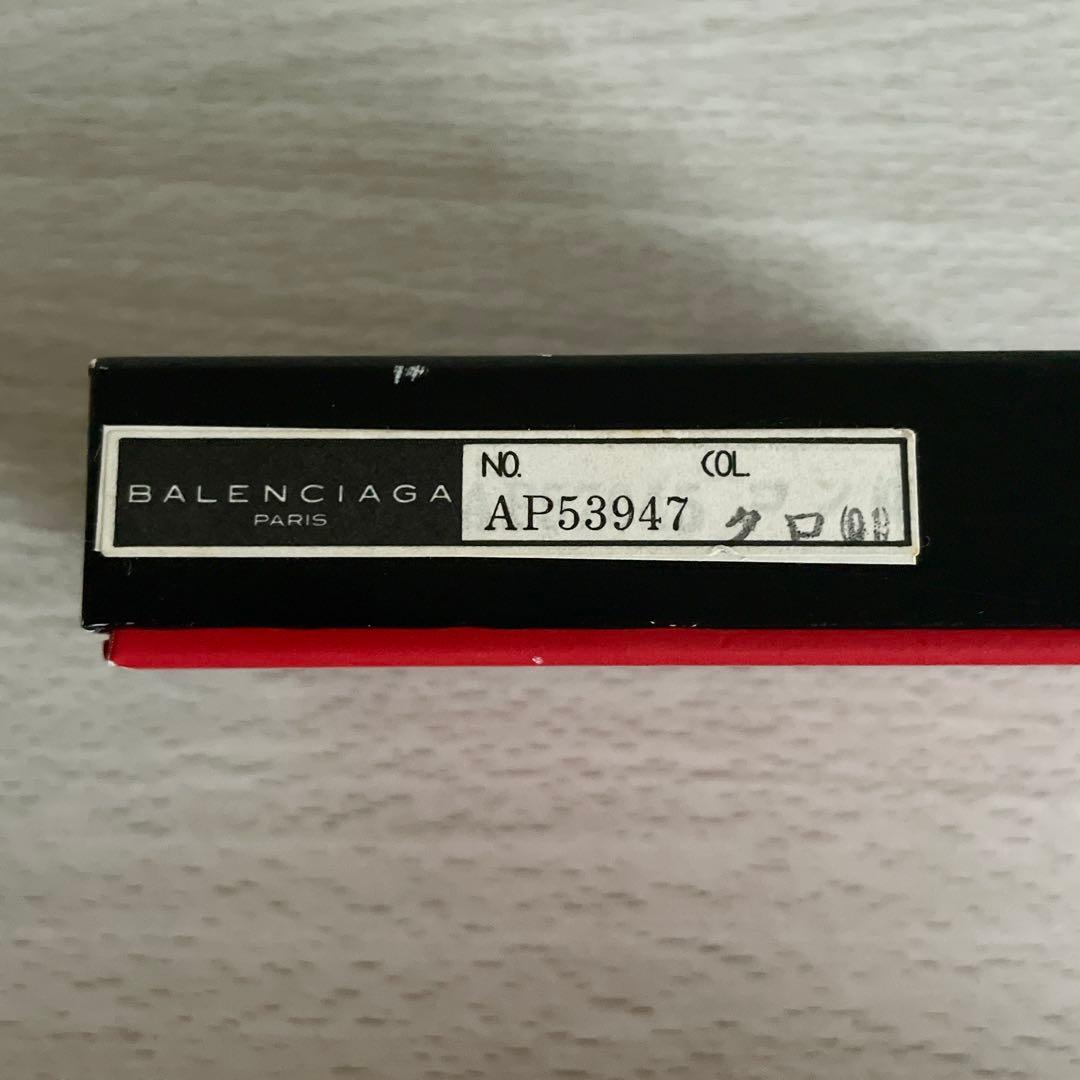 BALENCIAGA
PARIS
NO. COL.
AP53947 クロ